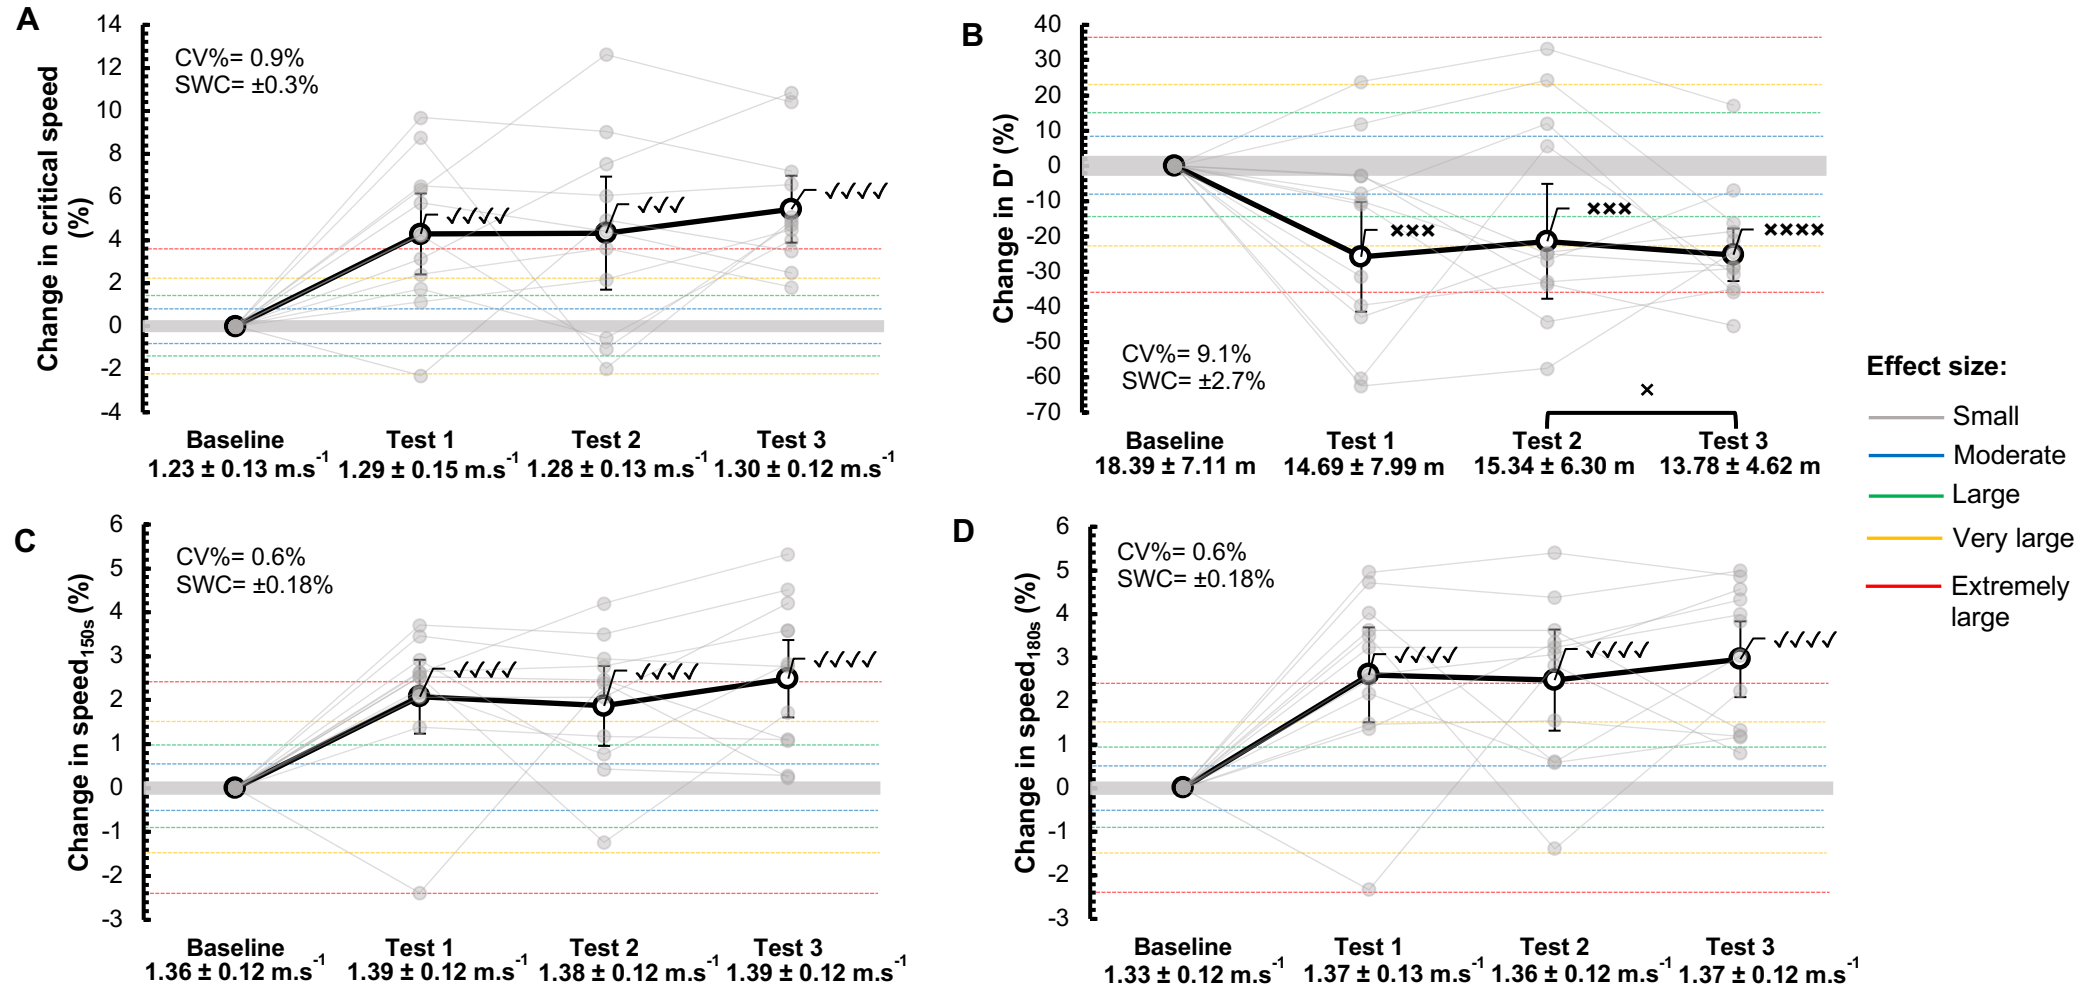 A
Change in critical speed
(%)
14
12
10
8
6
4
2
0
-2
-4
CV%= 0.9%
SWC= ±0.3%
✓✓✓✓
✓✓✓
✓✓✓✓
Baseline
Test 1
Test 2
Test 3
1.23 ± 0.13 m.s⁻¹
1.29 ± 0.15 m.s⁻¹
1.28 ± 0.13 m.s⁻¹
1.30 ± 0.12 m.s⁻¹
B
Change in D' (%)
40
30
20
10
0
-10
-20
-30
-40
-50
-60
-70
×××
×××
××××
CV%= 9.1%
SWC= ±2.7%
×
Baseline
Test 1
Test 2
Test 3
18.39 ± 7.11 m
14.69 ± 7.99 m
15.34 ± 6.30 m
13.78 ± 4.62 m
Effect size:
Small
Moderate
Large
Very large
Extremely
large
C
Change in speed₁₅₀ₛ (%)
6
5
4
3
2
1
0
-1
-2
-3
CV%= 0.6%
SWC= ±0.18%
✓✓✓✓
✓✓✓✓
✓✓✓✓
Baseline
Test 1
Test 2
Test 3
1.36 ± 0.12 m.s⁻¹
1.39 ± 0.12 m.s⁻¹
1.38 ± 0.12 m.s⁻¹
1.39 ± 0.12 m.s⁻¹
D
Change in speed₁₈₀ₛ (%)
6
5
4
3
2
1
0
-1
-2
-3
CV%= 0.6%
SWC= ±0.18%
✓✓✓✓
✓✓✓✓
✓✓✓✓
Baseline
Test 1
Test 2
Test 3
1.33 ± 0.12 m.s⁻¹
1.37 ± 0.13 m.s⁻¹
1.36 ± 0.12 m.s⁻¹
1.37 ± 0.12 m.s⁻¹